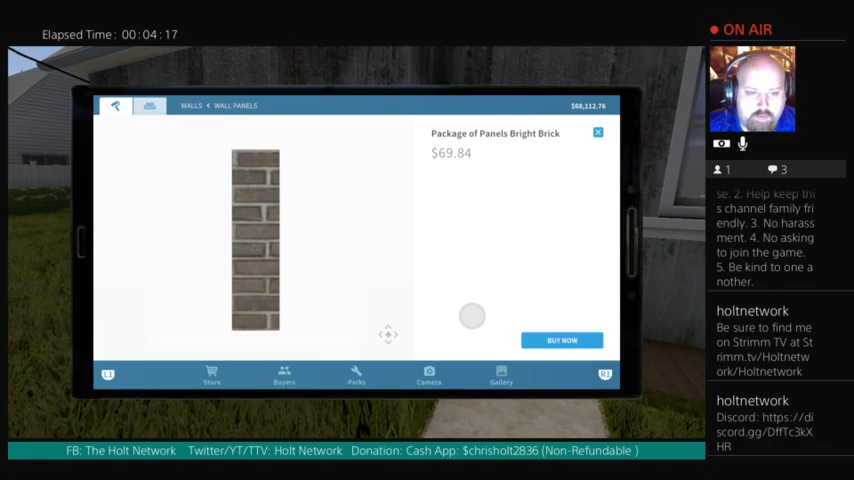 Elapsed Time : 00:04:17
ON AIR
WALLS < WALL PANELS
$68,112.76
Package of Panels Bright Brick
$69.84
BUY NOW
L1
Store
Buyers
Perks
Camera
Gallery
R1
1
3
se. 2. Help keep thi
s channel family fri
endly. 3. No harass
ment. 4. No asking
to join the game.
5. Be kind to one a
nother.
holtnetwork
Be sure to find me
on Strimm TV at St
rimm.tv/Holtnetw
ork/Holtnetwork
holtnetwork
Discord: https://di
scord.gg/DffTc3kX
HR
FB: The Holt Network Twitter/YT/TTV: Holt Network Donation: Cash App: $chrisholt2836 (Non-Refundable )